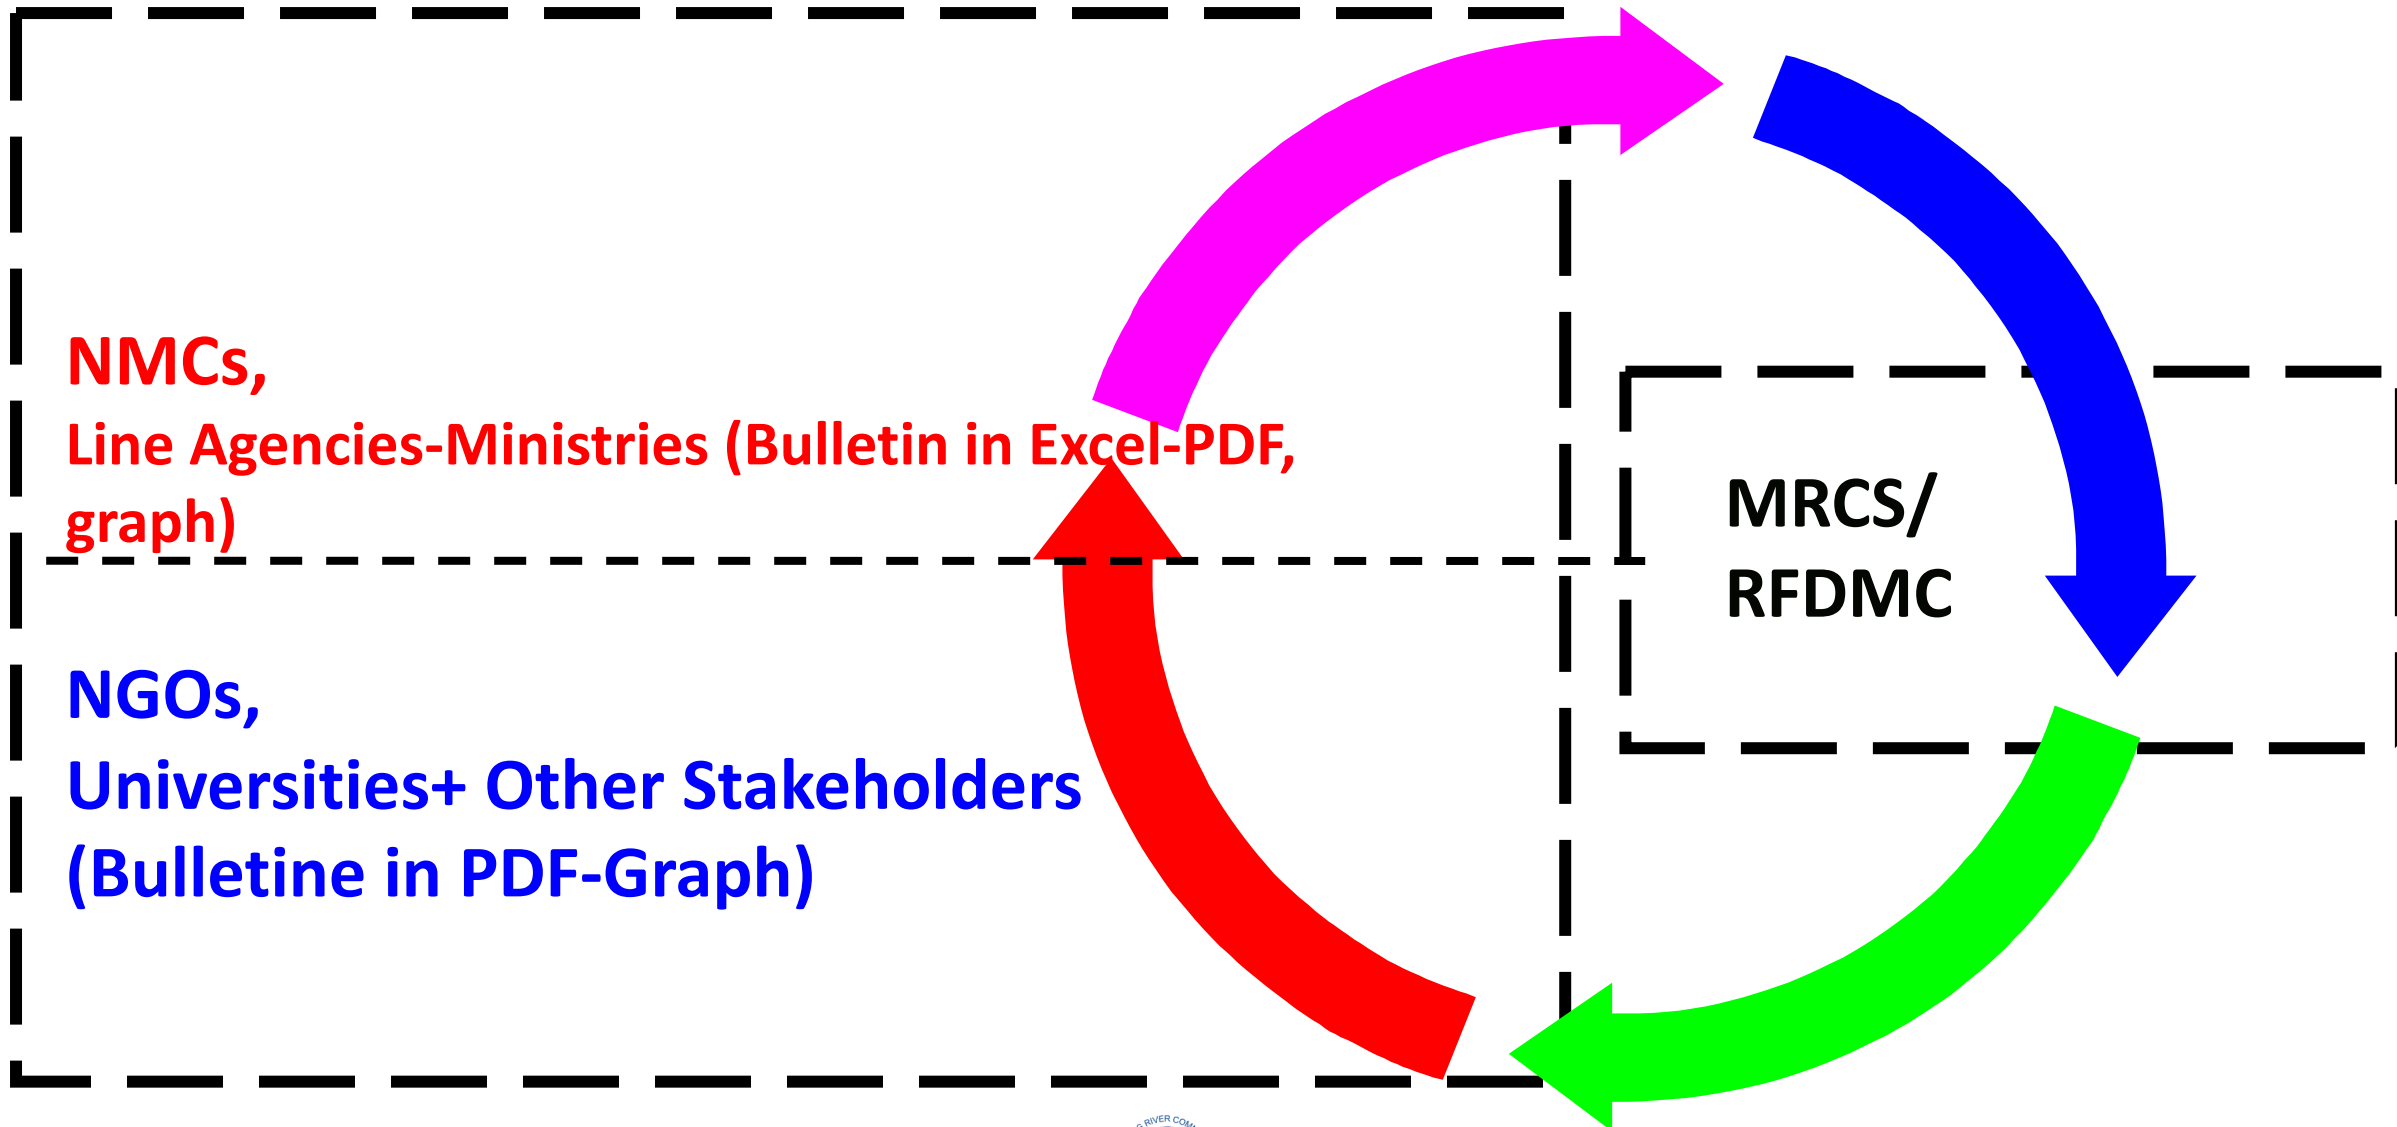 NMCs,
Line Agencies-Ministries (Bulletin in Excel-PDF,
graph)
MRCS/
RFDMC
NGOs,
Universities+ Other Stakeholders
(Bulletine in PDF-Graph)
RIVER